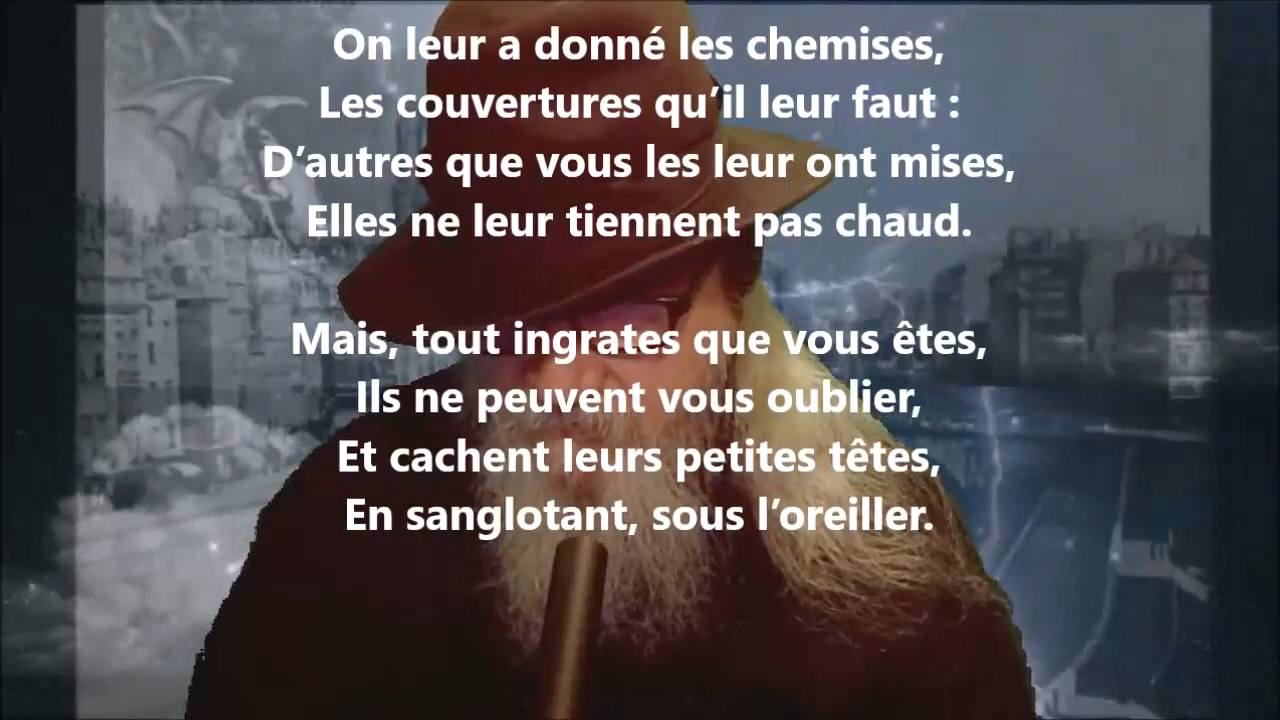 On leur a donné les chemises,
Les couvertures qu’il leur faut :
D’autres que vous les leur ont mises,
Elles ne leur tiennent pas chaud.
Mais, tout ingrates que vous êtes,
Ils ne peuvent vous oublier,
Et cachent leurs petites têtes,
En sanglotant, sous l’oreiller.